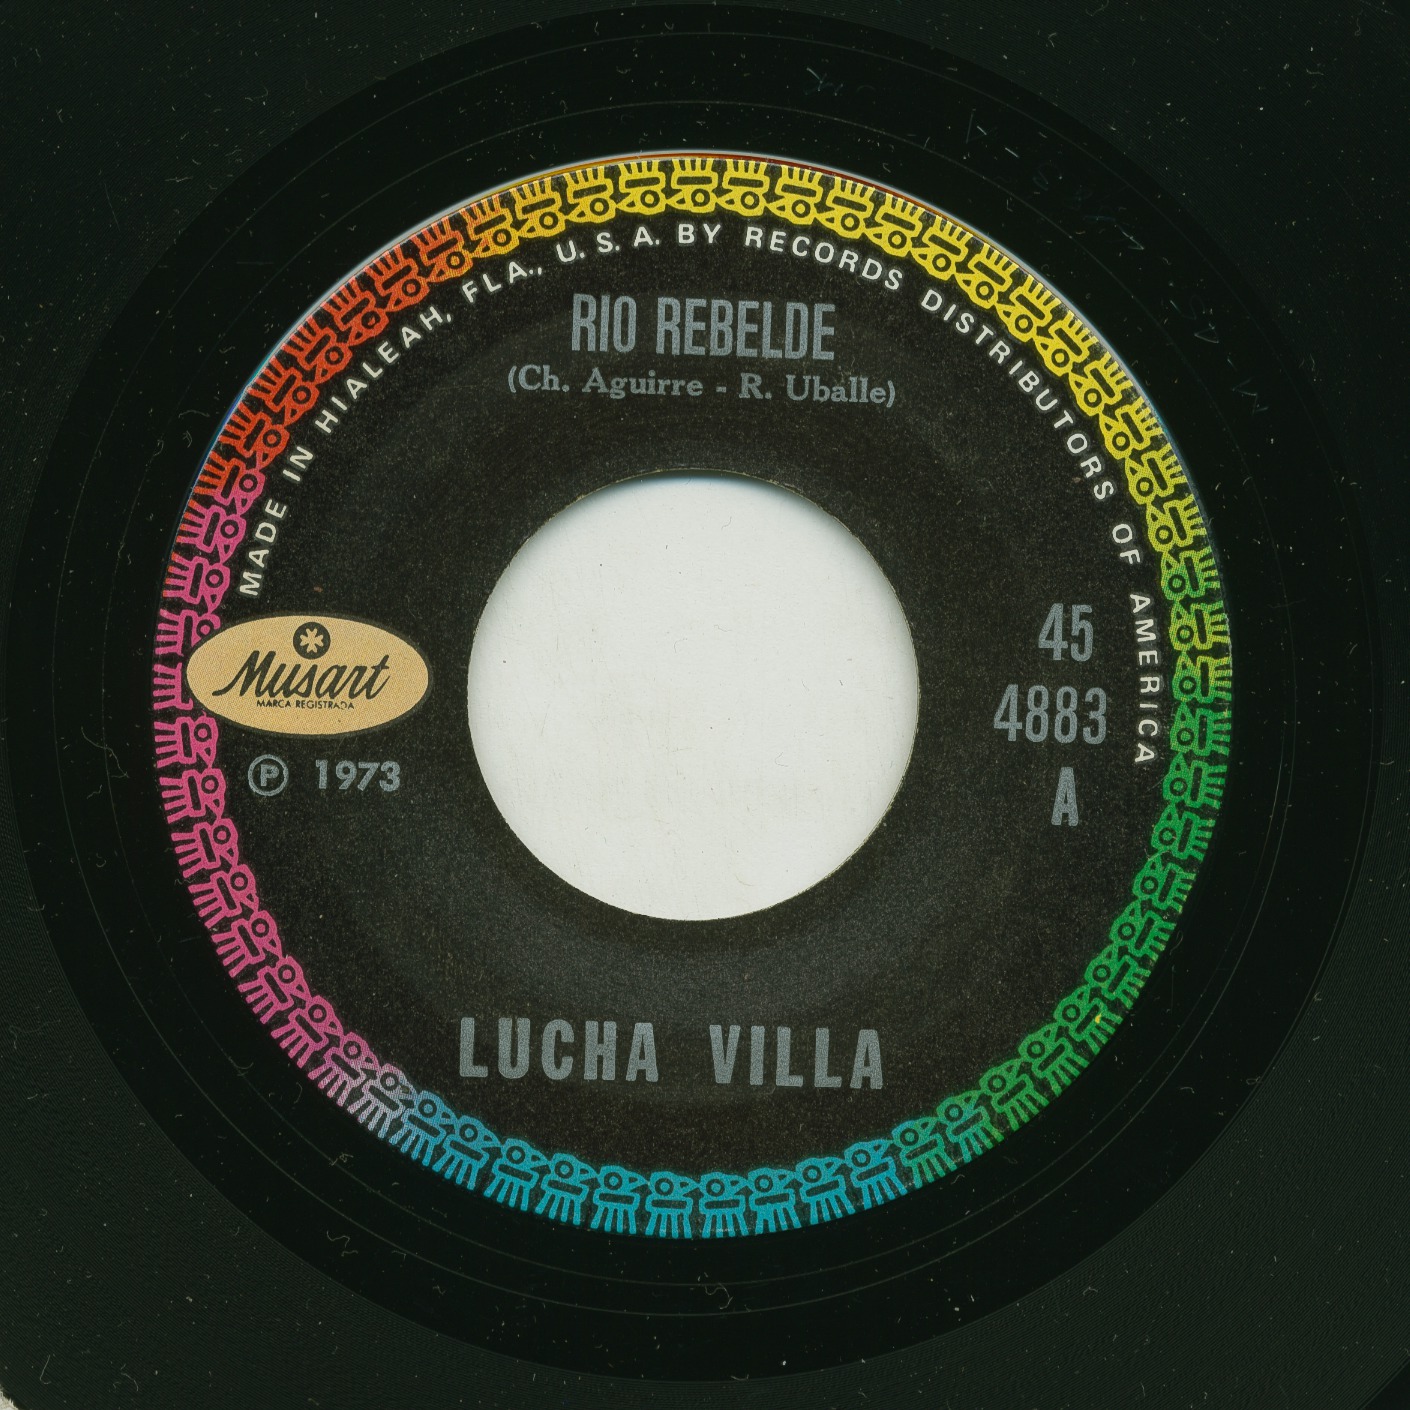 MADE IN HIALEAH, FLA., U.S.A. BY RECORDS DISTRIBUTORS OF AMERICA
RIO REBELDE
(Ch. Aguirre - R. Uballe)
Musart
MARCA REGISTRADA
Ⓟ 1973
45
4883
A
LUCHA VILLA